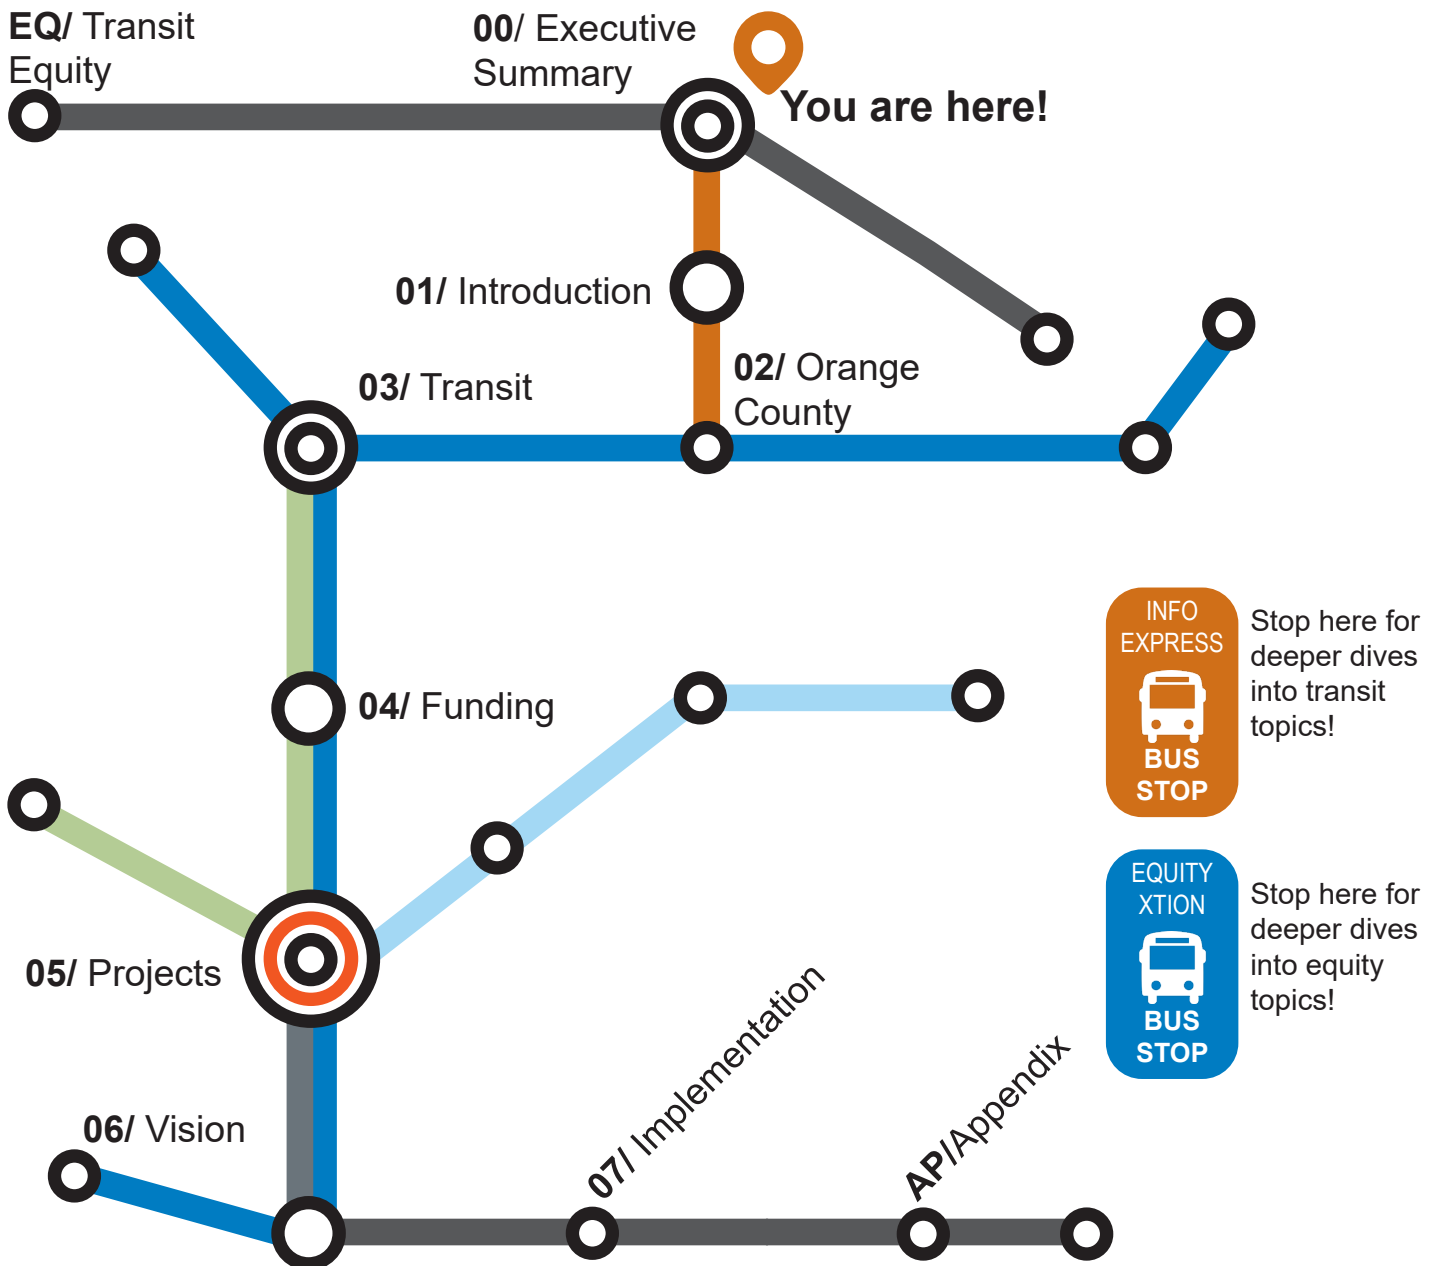 EQ/ Transit
Equity
00/ Executive
Summary
You are here!
01/ Introduction
02/ Orange
County
03/ Transit
04/ Funding
INFO
EXPRESS
BUS
STOP
Stop here for
deeper dives
into transit
topics!
EQUITY
XTION
BUS
STOP
Stop here for
deeper dives
into equity
topics!
05/ Projects
06/ Vision
07/ Implementation
AP/Appendix